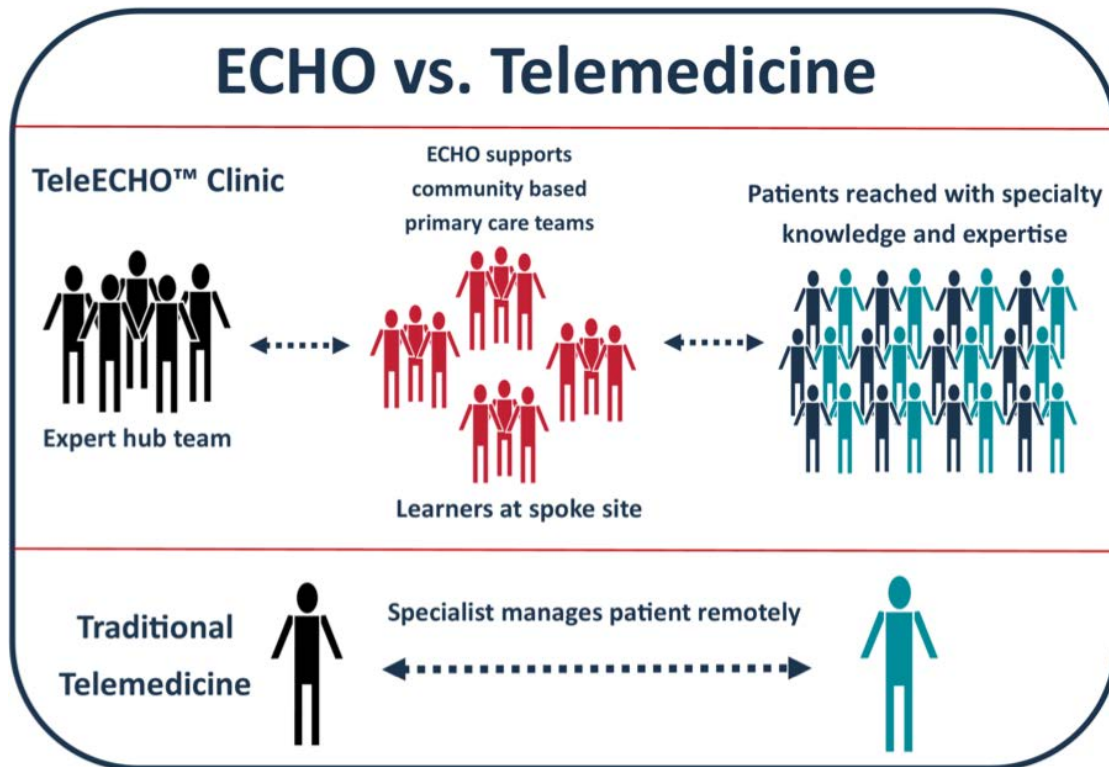 ECHO vs. Telemedicine
TeleECHO™ Clinic
ECHO supports
community based
primary care teams
Patients reached with specialty
knowledge and expertise
Expert hub team
Learners at spoke site
Traditional
Telemedicine
Specialist manages patient remotely